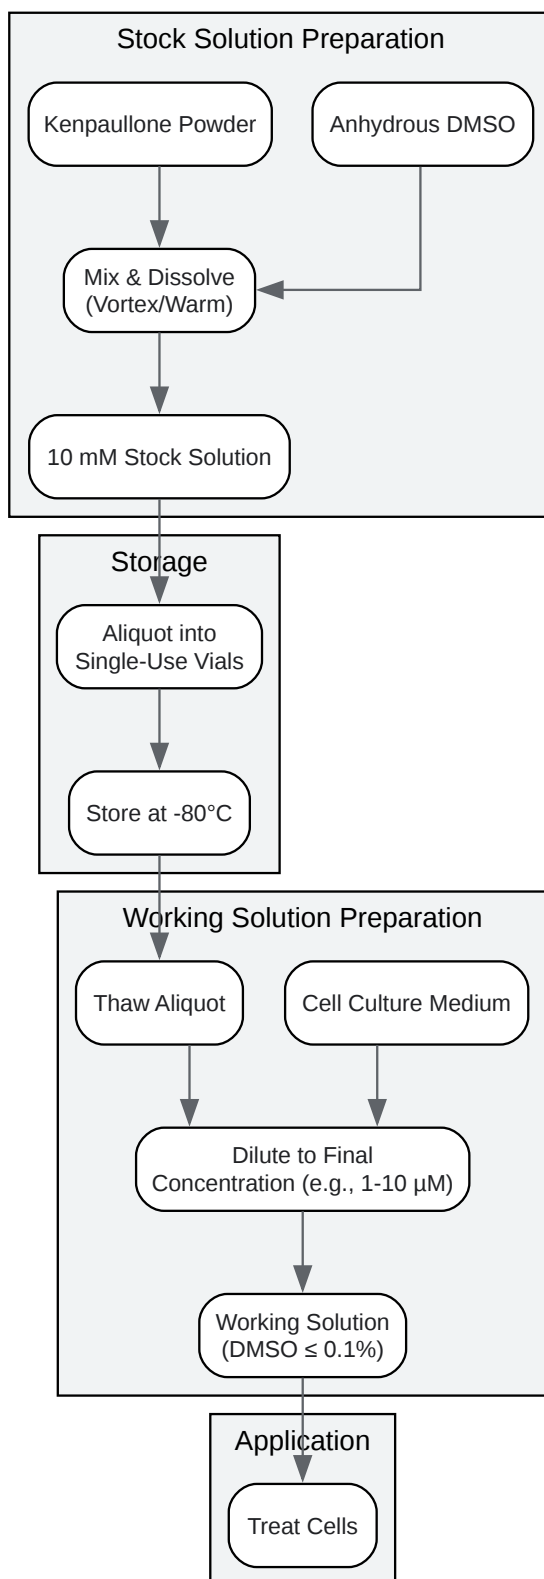 Stock Solution Preparation
Kenpaullone Powder
Anhydrous DMSO
Mix & Dissolve
(Vortex/Warm)
10 mM Stock Solution
Storage
Aliquot into
Single-Use Vials
Store at -80°C
Working Solution Preparation
Thaw Aliquot
Cell Culture Medium
Dilute to Final
Concentration (e.g., 1-10 µM)
Working Solution
(DMSO ≤ 0.1%)
Application
Treat Cells